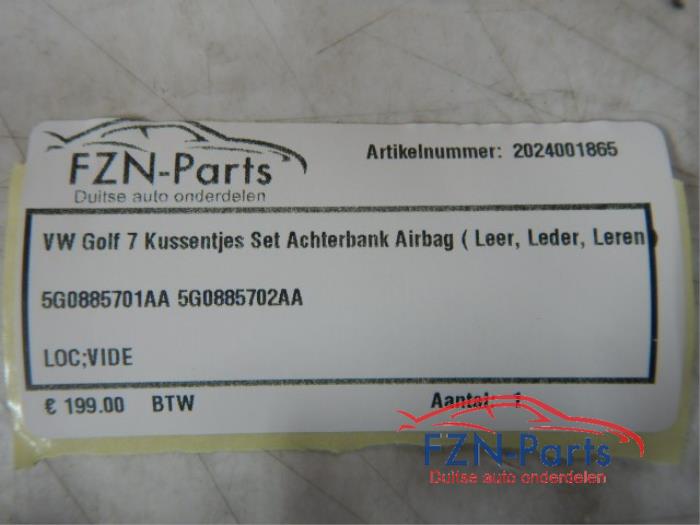 FZN-Parts
Duitse auto onderdelen
Artikelnummer: 2024001865
VW Golf 7 Kussentjes Set Achterbank Airbag ( Leer, Leder, Leren )
5G0885701AA 5G0885702AA
LOC;VIDE
€ 199.00 BTW Aantal: 1
FZN-Parts
Duitse auto onderdelen